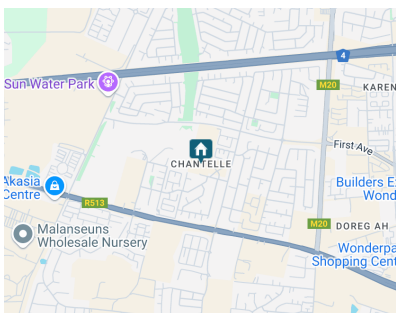 4
Sun Water Park
M20
KAREN
First Ave
CHANTELLE
Akasia
Centre
Builders E
Wond
R513
M20
DOREG AH
Malanseuns
Wholesale Nursery
Wonderpa
Shopping Cent